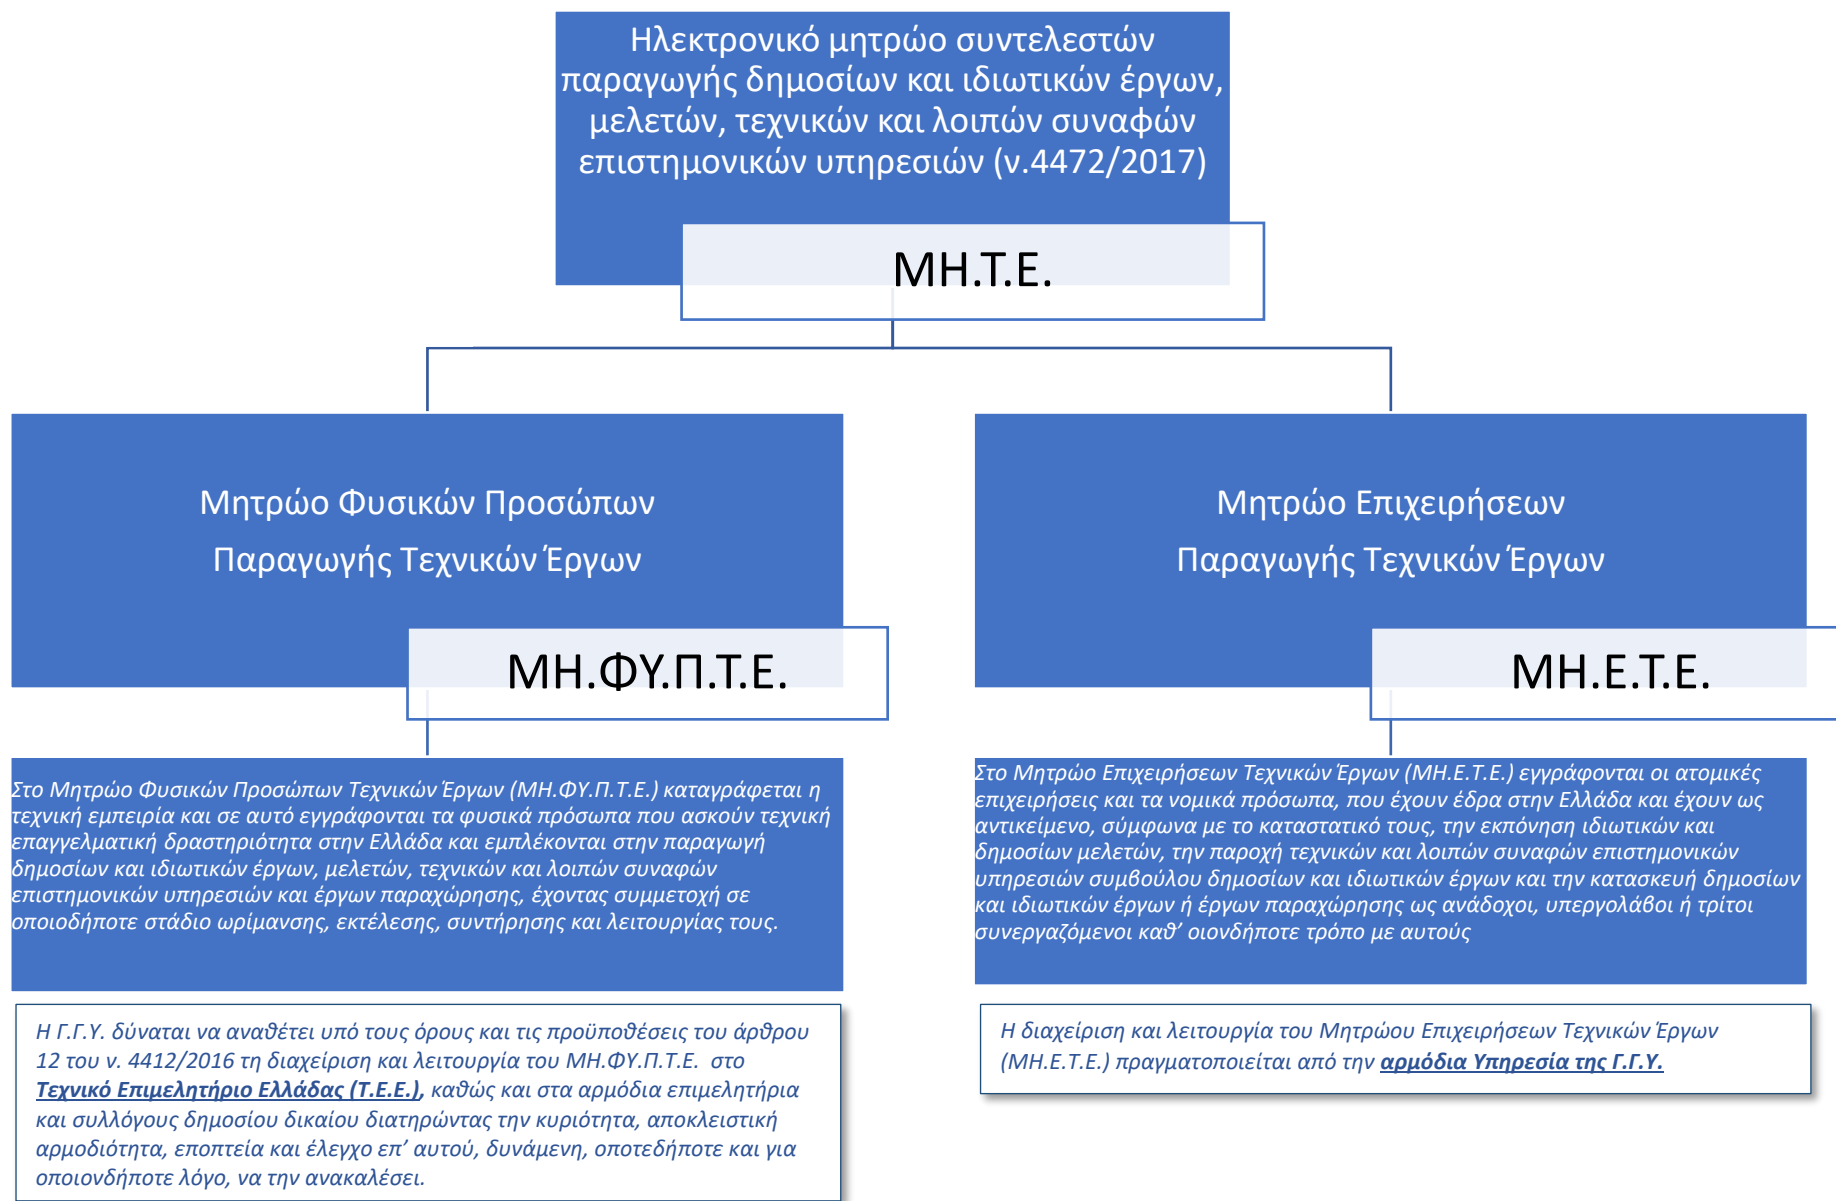 Ηλεκτρονικό μητρώο συντελεστών
παραγωγής δημοσίων και ιδιωτικών έργων,
μελετών, τεχνικών και λοιπών συναφών
επιστημονικών υπηρεσιών (ν.4472/2017)
ΜΗ.Τ.Ε.
Μητρώο Φυσικών Προσώπων
Παραγωγής Τεχνικών Έργων
ΜΗ.ΦΥ.Π.Τ.Ε.
Στο Μητρώο Φυσικών Προσώπων Τεχνικών Έργων (ΜΗ.ΦΥ.Π.Τ.Ε.) καταγράφεται η
τεχνική εμπειρία και σε αυτό εγγράφονται τα φυσικά πρόσωπα που ασκούν τεχνική
επαγγελματική δραστηριότητα στην Ελλάδα και εμπλέκονται στην παραγωγή
δημοσίων και ιδιωτικών έργων, μελετών, τεχνικών και λοιπών συναφών
επιστημονικών υπηρεσιών και έργων παραχώρησης, έχοντας συμμετοχή σε
οποιοδήποτε στάδιο ωρίμανσης, εκτέλεσης, συντήρησης και λειτουργίας τους.
Η Γ.Γ.Υ. δύναται να αναθέτει υπό τους όρους και τις προϋποθέσεις του άρθρου
12 του ν. 4412/2016 τη διαχείριση και λειτουργία του ΜΗ.ΦΥ.Π.Τ.Ε. στο
Τεχνικό Επιμελητήριο Ελλάδας (Τ.Ε.Ε.), καθώς και στα αρμόδια επιμελητήρια
και συλλόγους δημοσίου δικαίου διατηρώντας την κυριότητα, αποκλειστική
αρμοδιότητα, εποπτεία και έλεγχο επ’ αυτού, δυνάμενη, οποτεδήποτε και για
οποιονδήποτε λόγο, να την ανακαλέσει.
Μητρώο Επιχειρήσεων
Παραγωγής Τεχνικών Έργων
ΜΗ.Ε.Τ.Ε.
Στο Μητρώο Επιχειρήσεων Τεχνικών Έργων (ΜΗ.Ε.Τ.Ε.) εγγράφονται οι ατομικές
επιχειρήσεις και τα νομικά πρόσωπα, που έχουν έδρα στην Ελλάδα και έχουν ως
αντικείμενο, σύμφωνα με το καταστατικό τους, την εκπόνηση ιδιωτικών και
δημοσίων μελετών, την παροχή τεχνικών και λοιπών συναφών επιστημονικών
υπηρεσιών συμβούλου δημοσίων και ιδιωτικών έργων και την κατασκευή δημοσίων
και ιδιωτικών έργων ή έργων παραχώρησης ως ανάδοχοι, υπεργολάβοι ή τρίτοι
συνεργαζόμενοι καθ’ οιονδήποτε τρόπο με αυτούς
Η διαχείριση και λειτουργία του Μητρώου Επιχειρήσεων Τεχνικών Έργων
(ΜΗ.Ε.Τ.Ε.) πραγματοποιείται από την αρμόδια Υπηρεσία της Γ.Γ.Υ.